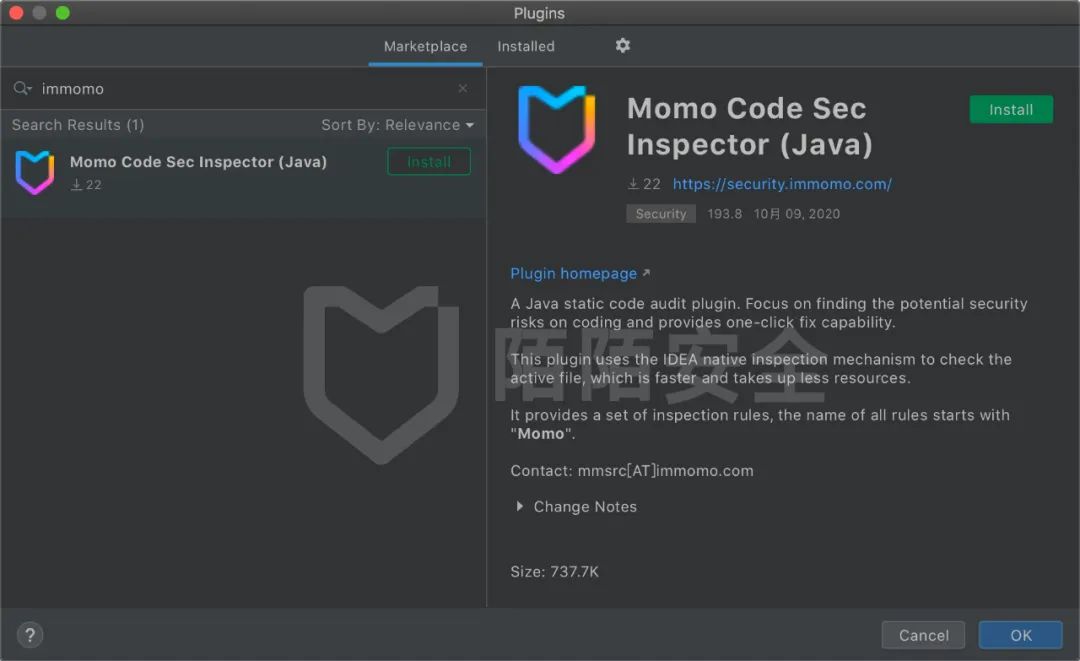 Plugins
Marketplace Installed
immomo
Search Results (1) Sort By: Relevance
Momo Code Sec Inspector (Java)
22
Install
Momo Code Sec
Inspector (Java)
Install
22 https://security.immomo.com/
Security 193.8 10月 09, 2020
Plugin homepage
A Java static code audit plugin. Focus on finding the potential security
risks on coding and provides one-click fix capability.
This plugin uses the IDEA native inspection mechanism to check the
active file, which is faster and takes up less resources.
It provides a set of inspection rules, the name of all rules starts with
"Momo".
Contact: mmsrc[AT]immomo.com
Change Notes
Size: 737.7K
陌陌安全
?
Cancel
OK